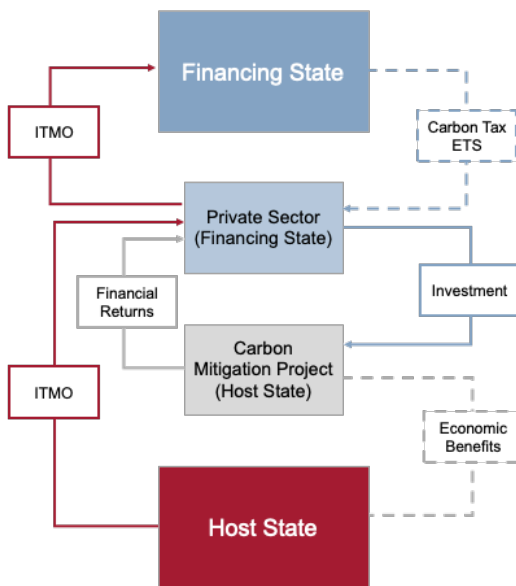 Financing State
ITMO
Carbon Tax
ETS
Private Sector
(Financing State)
Financial
Returns
Investment
Carbon
Mitigation Project
(Host State)
ITMO
Economic
Benefits
Host State